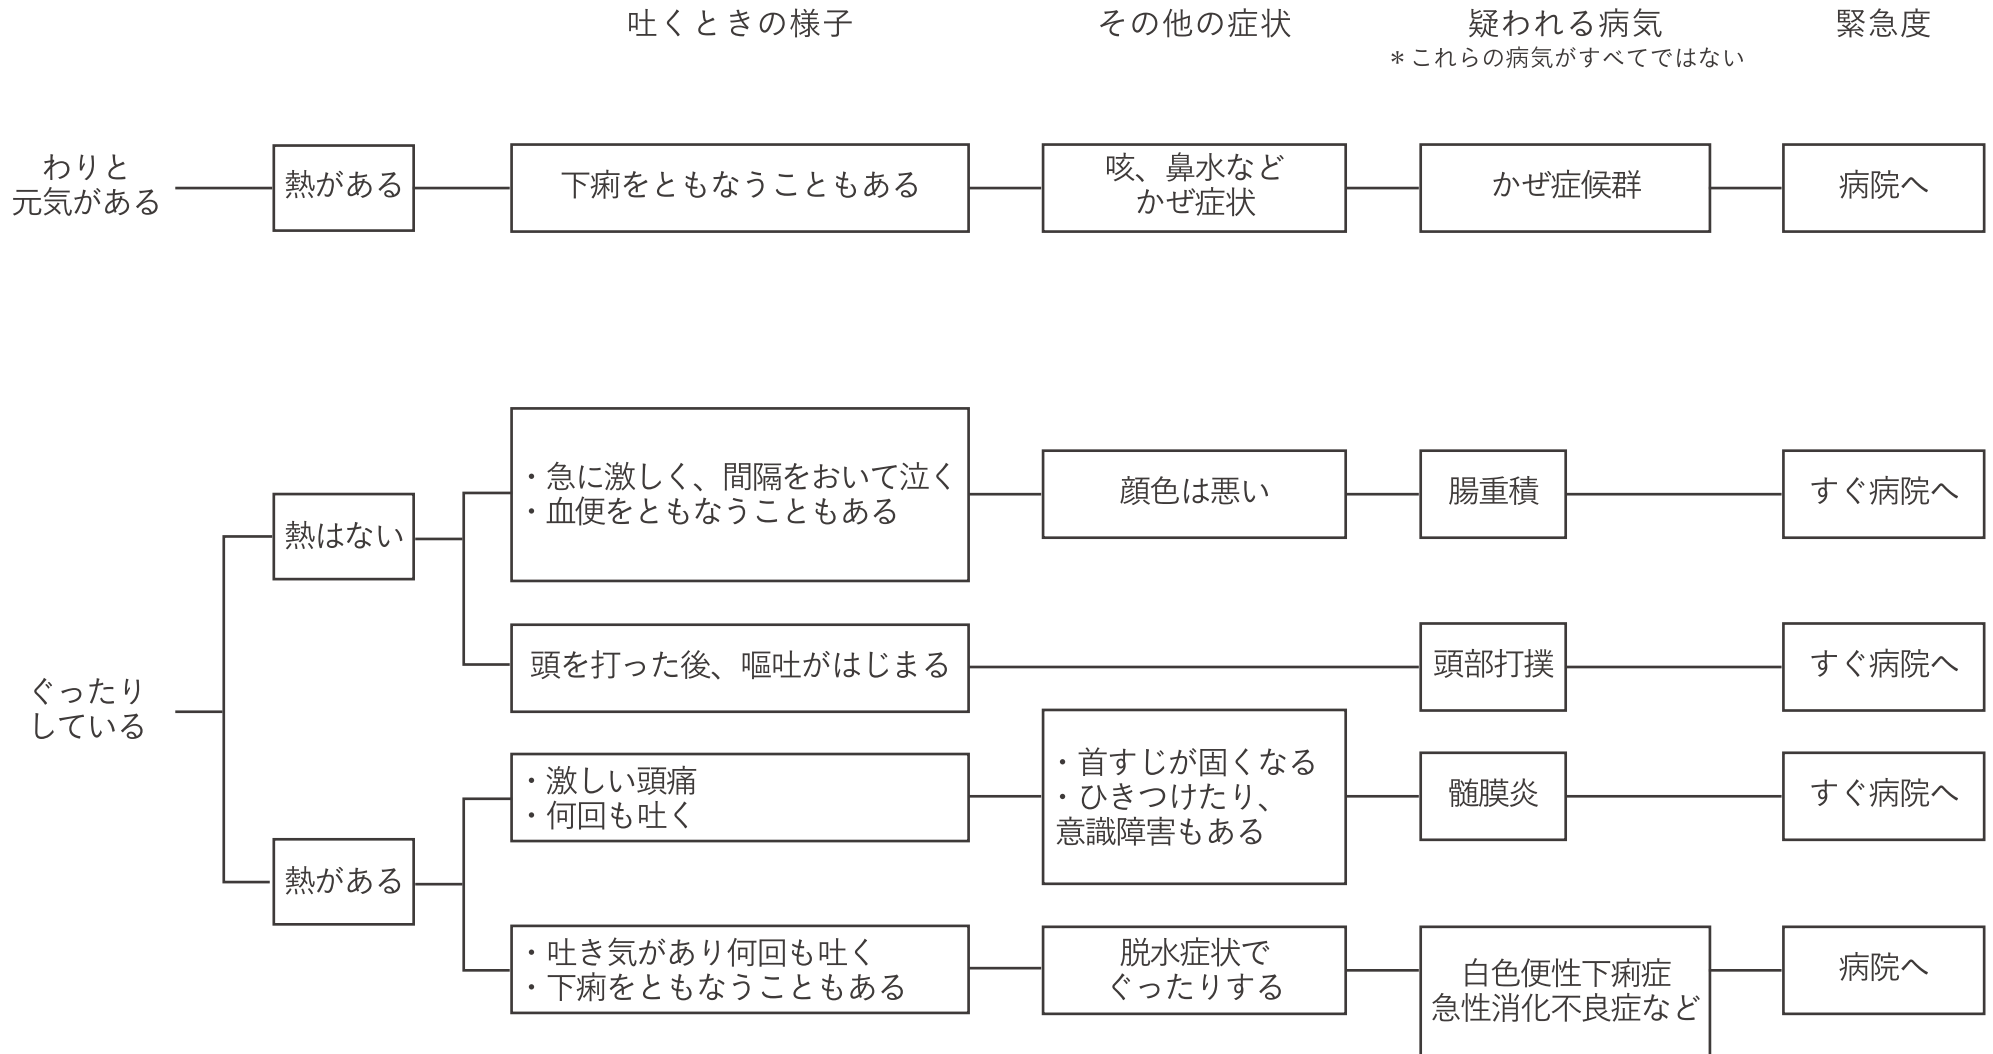 吐くときの様子
その他の症状
疑われる病気
緊急度
＊これらの病気がすべてではない
わりと
元気がある
熱がある
下痢をともなうこともある
咳、鼻水など
かぜ症状
かぜ症候群
病院へ
ぐったり
している
熱はない
・急に激しく、間隔をおいて泣く
・血便をともなうこともある
顔色は悪い
腸重積
すぐ病院へ
頭を打った後、嘔吐がはじまる
頭部打撲
すぐ病院へ
熱がある
・激しい頭痛
・何回も吐く
・首すじが固くなる
・ひきつけたり、
意識障害もある
髄膜炎
すぐ病院へ
・吐き気があり何回も吐く
・下痢をともなうこともある
脱水症状で
ぐったりする
白色便性下痢症
急性消化不良症など
病院へ